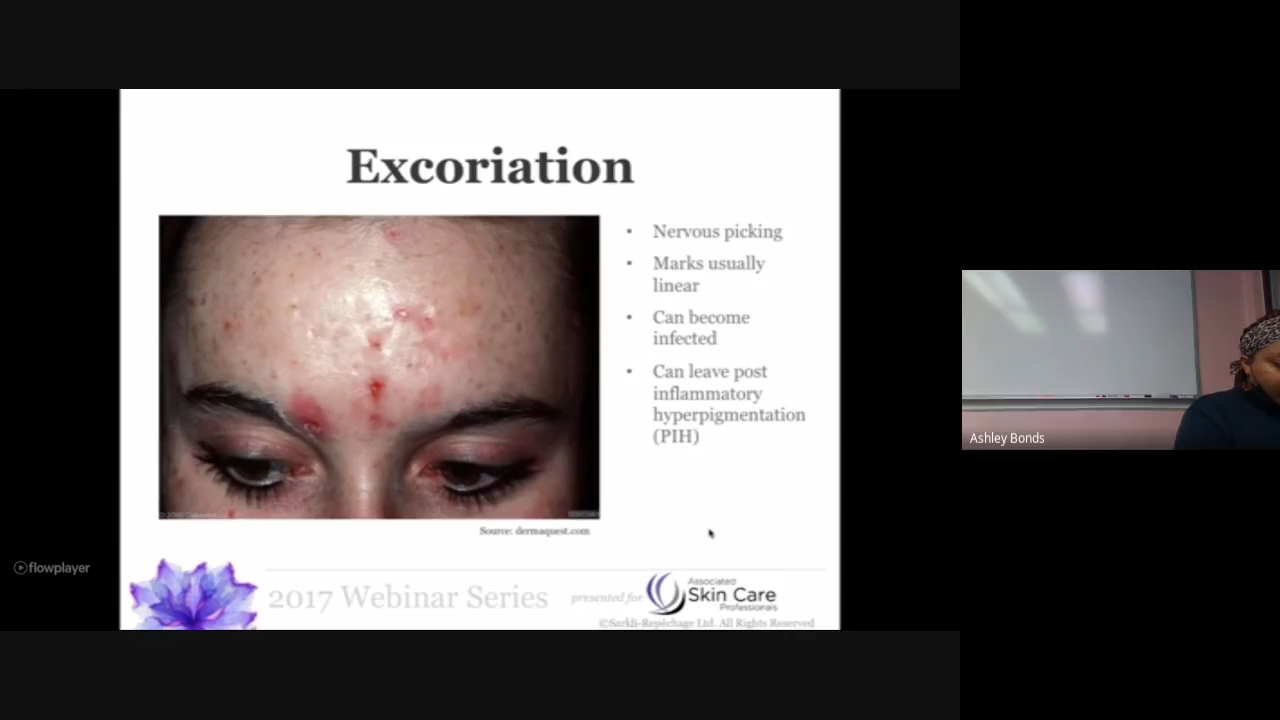 Excoriation
• Nervous picking
• Marks usually
linear
• Can become
infected
• Can leave post
inflammatory
hyperpigmentation
(PIH)
Source: dermaquest.com
flowplayer
2017 Webinar Series
presented for
Associated
Skin Care
Professionals
©Sarkli-Repêchage Ltd. All Rights Reserved
Ashley Bonds